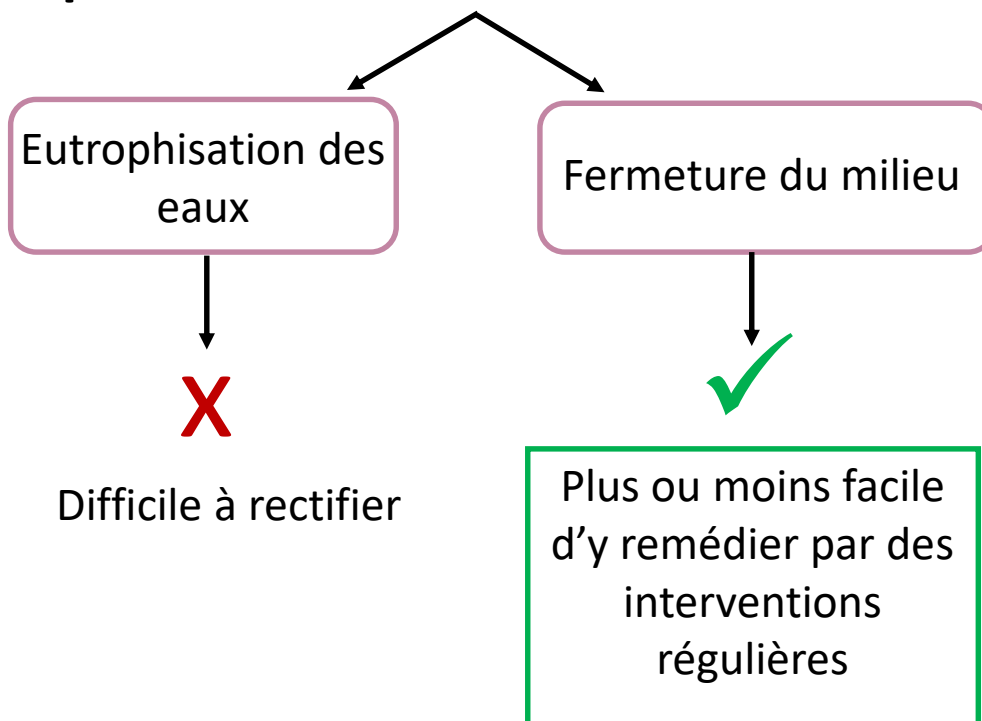 Eutrophisation des
eaux
Fermeture du milieu
X
Difficile à rectifier
Plus ou moins facile
d’y remédier par des
interventions
régulières